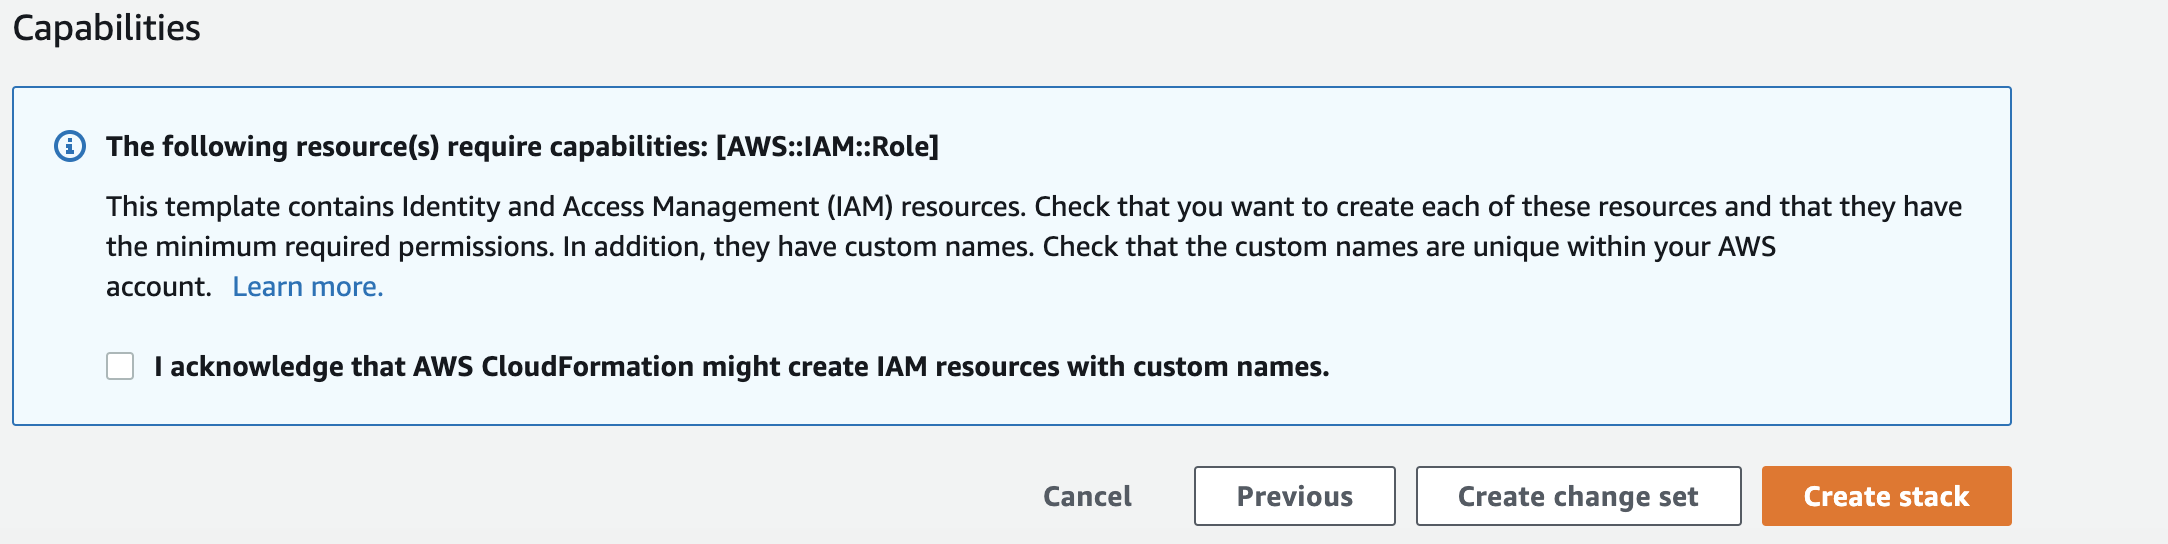 Capabilities
The following resource(s) require capabilities: [AWS::IAM::Role]
This template contains Identity and Access Management (IAM) resources. Check that you want to create each of these resources and that they have
the minimum required permissions. In addition, they have custom names. Check that the custom names are unique within your AWS
account. Learn more.
I acknowledge that AWS CloudFormation might create IAM resources with custom names.
Cancel Previous Create change set Create stack